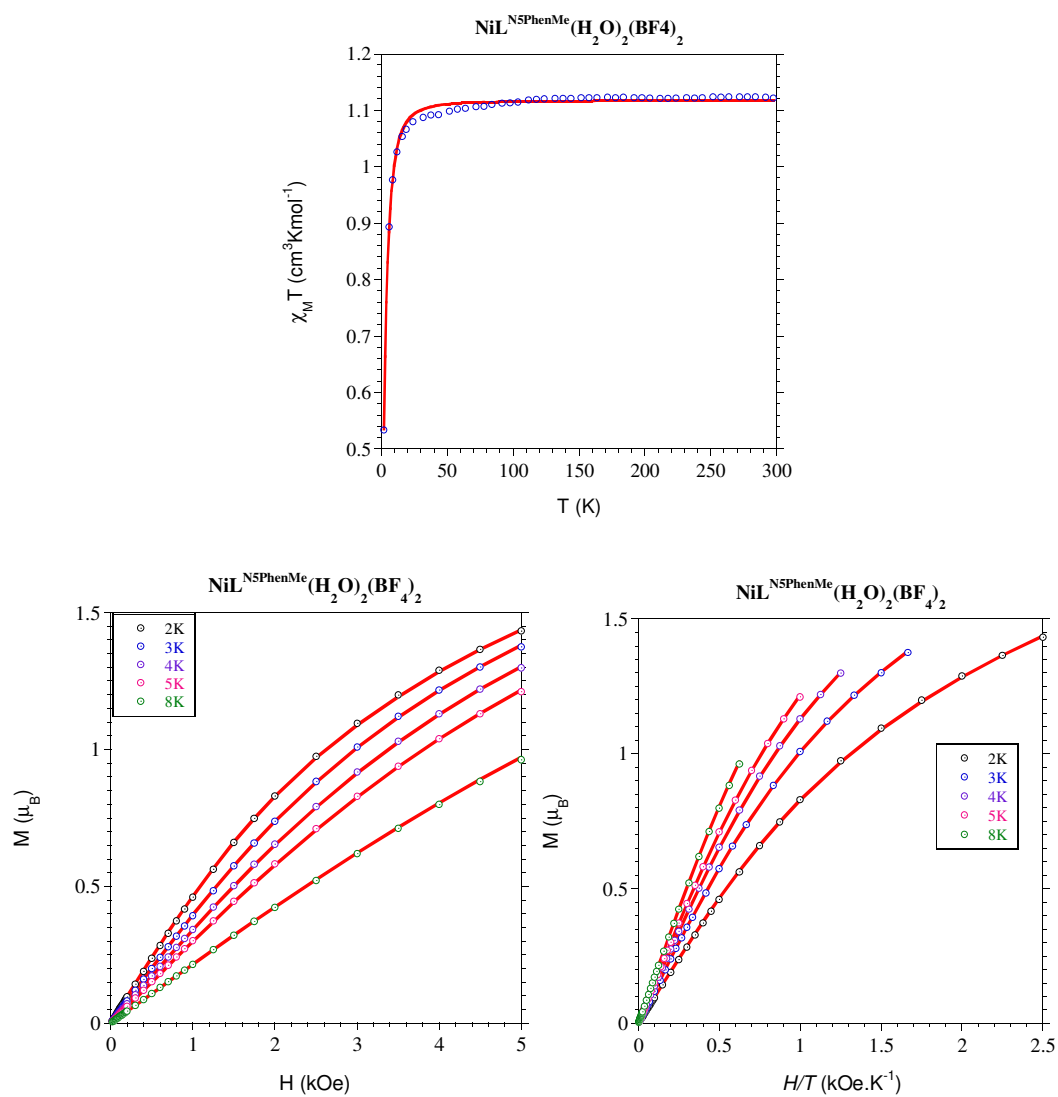 NiL^N5PhenMe(H₂O)₂(BF4)₂
1.2
1.1
1
0.9
0.8
0.7
0.6
0.5
χ_M T (cm³Kmol⁻¹)
0 50 100 150 200 250 300
T (K)
NiL^N5PhenMe(H₂O)₂(BF₄)₂
1.5
1
0.5
0
M (μ_B)
2K
3K
4K
5K
8K
0 1 2 3 4 5
H (kOe)
NiL^N5PhenMe(H₂O)₂(BF₄)₂
1.5
1
0.5
0
M (μ_B)
2K
3K
4K
5K
8K
0 0.5 1 1.5 2 2.5
H/T (kOe.K⁻¹)